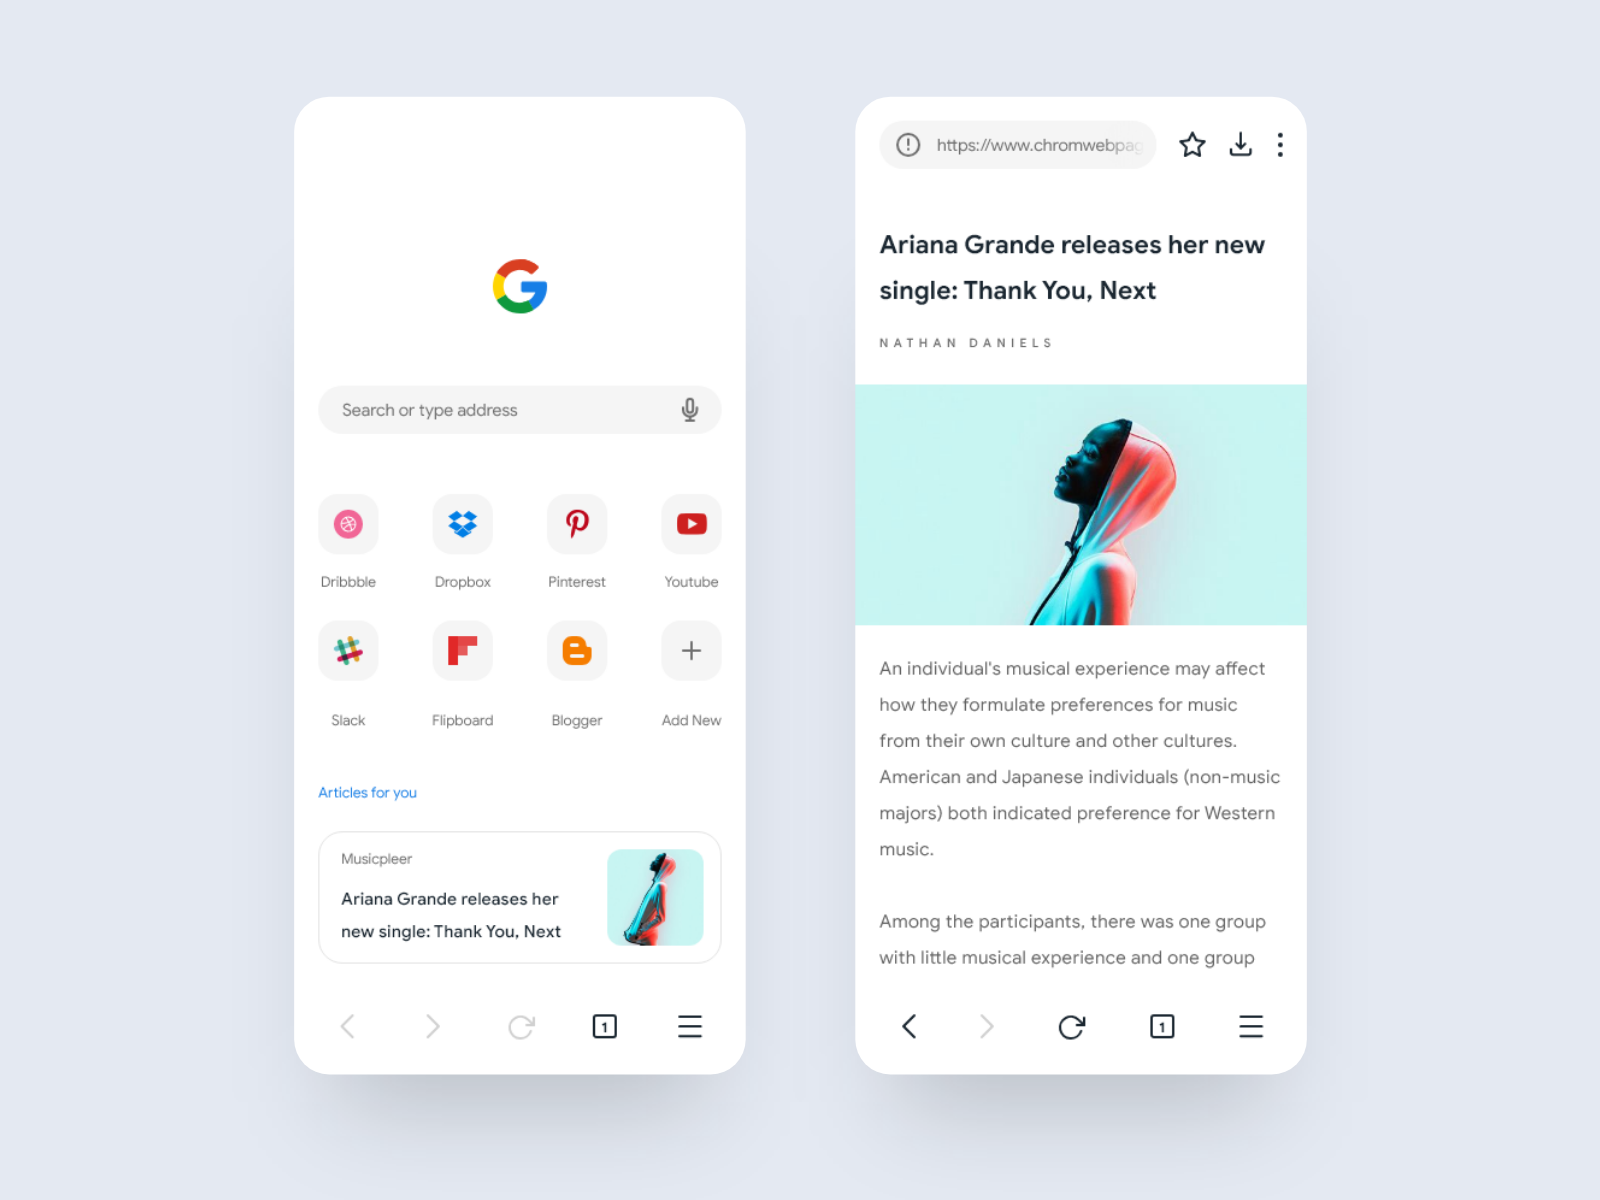 G
Search or type address
Dribbble
Dropbox
Pinterest
Youtube
Slack
Flipboard
Blogger
Add New
Articles for you
Musicpleer
Ariana Grande releases her
new single: Thank You, Next
1
https://www.chromwebpag
Ariana Grande releases her new
single: Thank You, Next
NATHAN DANIELS
An individual's musical experience may affect
how they formulate preferences for music
from their own culture and other cultures.
American and Japanese individuals (non-music
majors) both indicated preference for Western
music.
Among the participants, there was one group
with little musical experience and one group
1